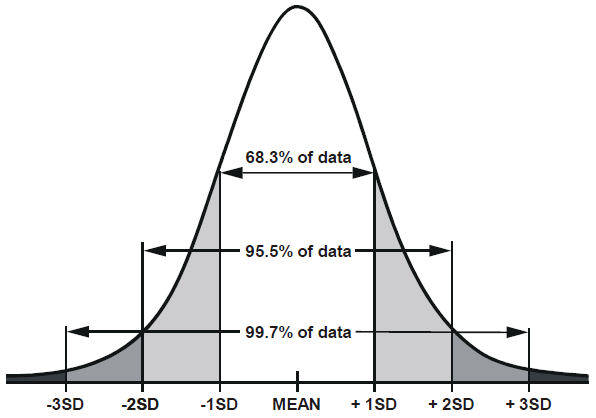 68.3% of data
95.5% of data
99.7% of data
-3SD -2SD -1SD MEAN + 1SD + 2SD + 3SD